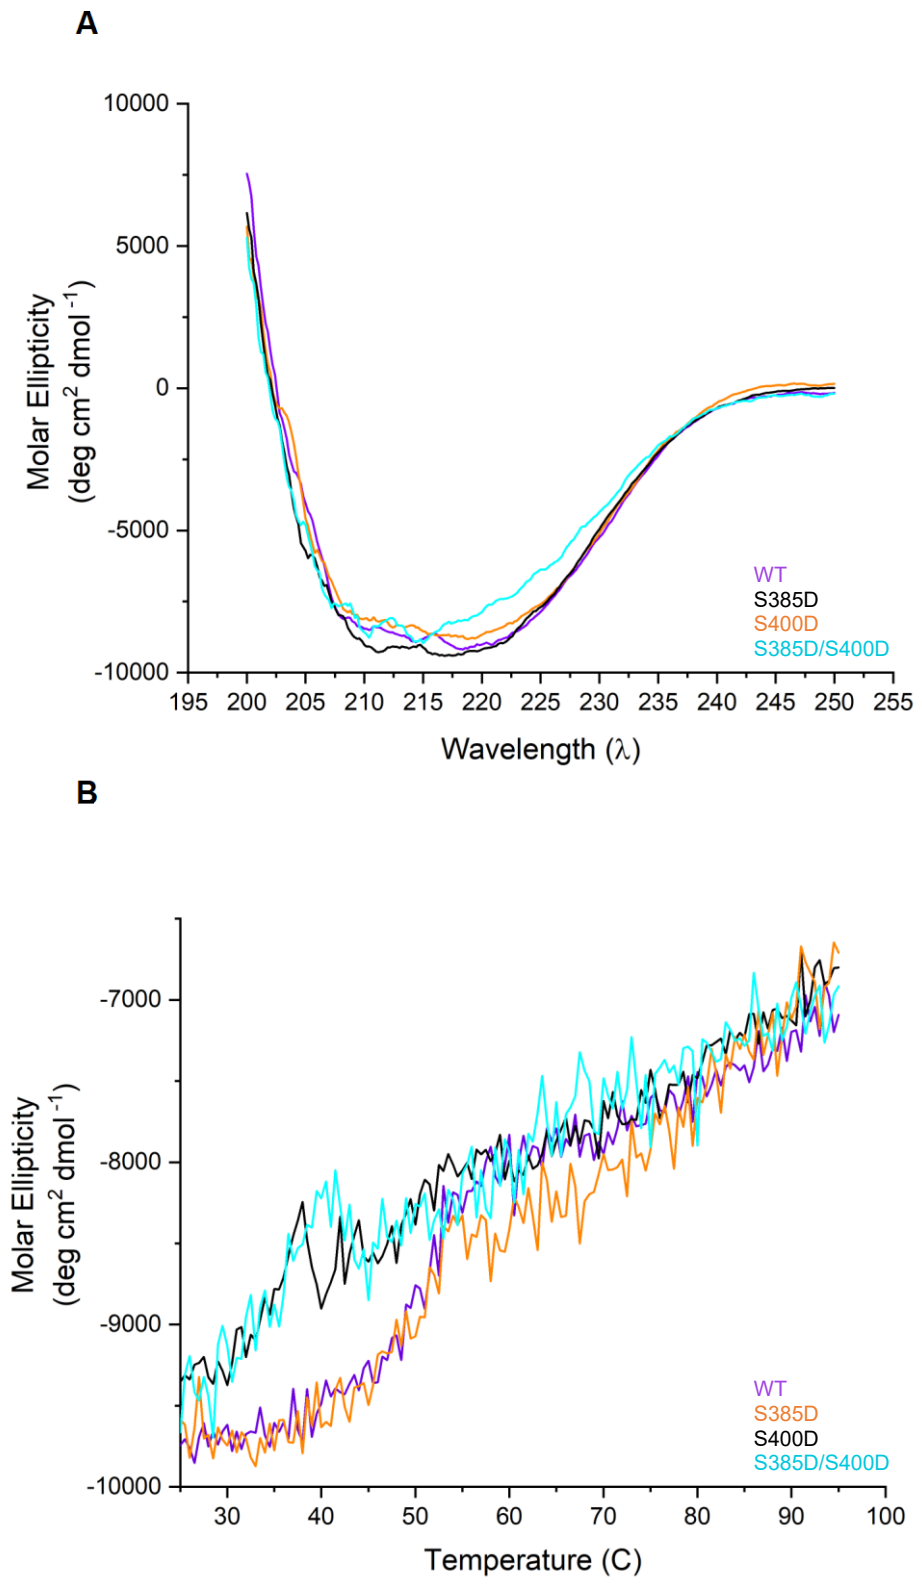 A
10000
5000
0
-5000
-10000
Molar Ellipticity
(deg cm² dmol⁻¹)
WT
S385D
S400D
S385D/S400D
195 200 205 210 215 220 225 230 235 240 245 250 255
Wavelength (λ)
B
-7000
-8000
-9000
-10000
Molar Ellipticity
(deg cm² dmol⁻¹)
WT
S385D
S400D
S385D/S400D
30 40 50 60 70 80 90 100
Temperature (C)